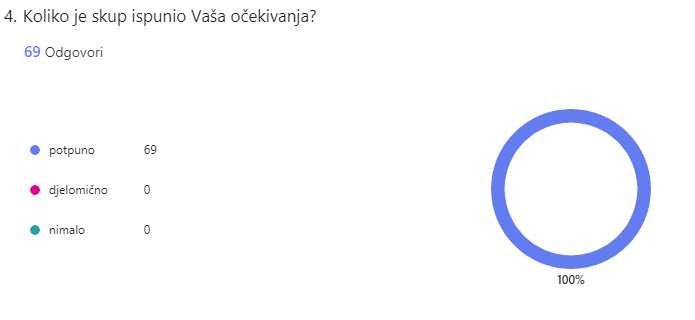 4. Koliko je skup ispunio Vaša očekivanja?
69 Odgovori
potpuno 69
djelomično 0
nimalo 0
100%